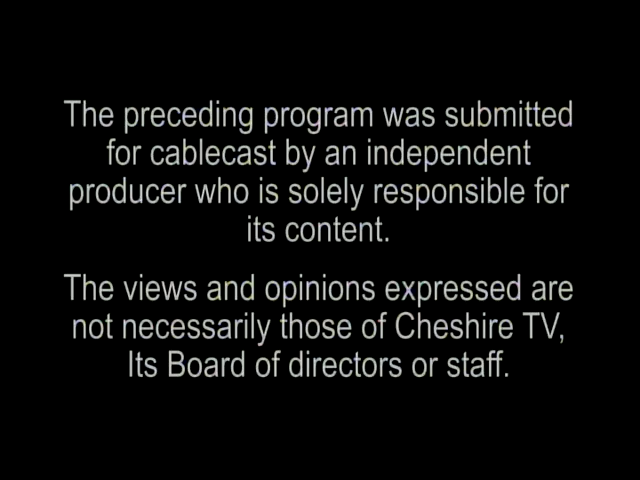 The preceding program was submitted
for cablecast by an independent
producer who is solely responsible for
its content.
The views and opinions expressed are
not necessarily those of Cheshire TV,
Its Board of directors or staff.